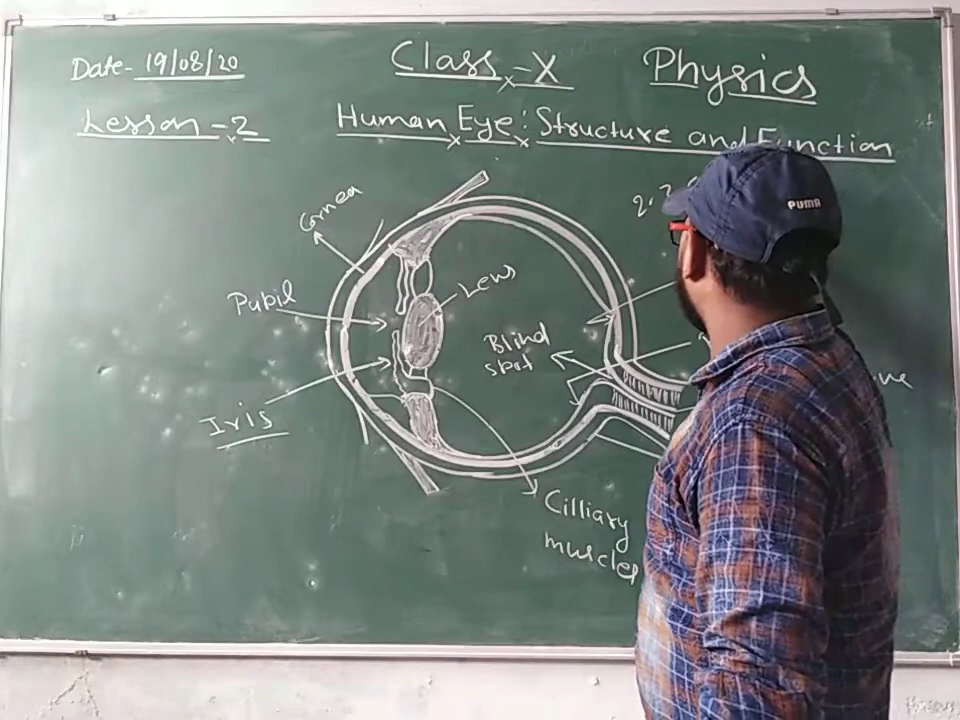 Date- 19/08/20
Class - X
Physics
Lesson - 2
Human Eye: Structure and Function
Cornea
Pupil
Lens
Blind
spot
Iris
Cilliary
muscles
PUMA